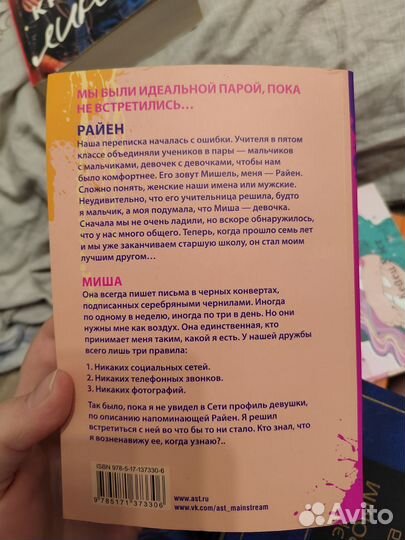 МЫ БЫЛИ ИДЕАЛЬНОЙ ПАРОЙ, ПОКА
НЕ ВСТРЕТИЛИСЬ...
РАЙЕН
Наша переписка началась с ошибки. Учителя в пятом
классе объединяли учеников в пары — мальчиков
с мальчиками, девочек с девочками, чтобы нам
было комфортнее. Его зовут Мишель, меня — Райен.
Сложно понять, женские наши имена или мужские.
Неудивительно, что его учительница решила, будто
я мальчик, а моя подумала, что Миша — девочка.
Сначала мы не очень ладили, но вскоре обнаружилось,
что у нас много общего. Теперь, когда прошло семь лет
и мы уже заканчиваем старшую школу, он стал моим
лучшим другом...
МИША
Она всегда пишет письма в черных конвертах,
подписанных серебряными чернилами. Иногда
по одному в неделю, иногда по три в день. Но они
нужны мне как воздух. Она единственная, кто
принимает меня таким, какой я есть. У нашей дружбы
всего лишь три правила:
1. Никаких социальных сетей.
2. Никаких телефонных звонков.
3. Никаких фотографий.
Так было, пока я не увидел в Сети профиль девушки,
по описанию напоминающей Райен. Я решил
встретиться с ней во что бы то ни стало. Кто знал, что
я возненавижу ее, когда узнаю?..
ISBN 978-5-17-137330-6
9 785171 373306
www.ast.ru
www.vk.com/ast_mainstream
Avito